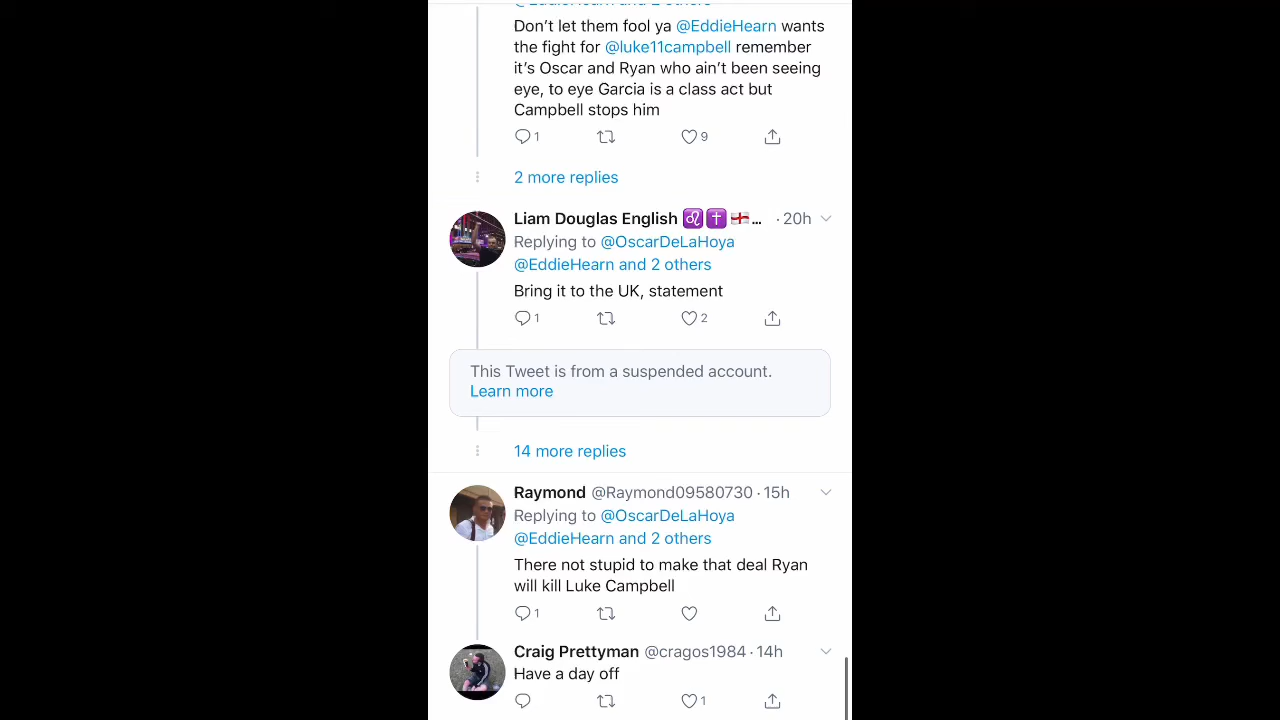 @EddieHearn and 2 others
Don’t let them fool ya @EddieHearn wants
the fight for @luke11campbell remember
it’s Oscar and Ryan who ain’t been seeing
eye, to eye Garcia is a class act but
Campbell stops him
1 9
2 more replies
Liam Douglas English ♌✝️🏴󠁧󠁢󠁥󠁮󠁧󠁿... · 20h
Replying to @OscarDeLaHoya
@EddieHearn and 2 others
Bring it to the UK, statement
1 2
This Tweet is from a suspended account.
Learn more
14 more replies
Raymond @Raymond09580730 · 15h
Replying to @OscarDeLaHoya
@EddieHearn and 2 others
There not stupid to make that deal Ryan
will kill Luke Campbell
1
Craig Prettyman @cragos1984 · 14h
Have a day off
1